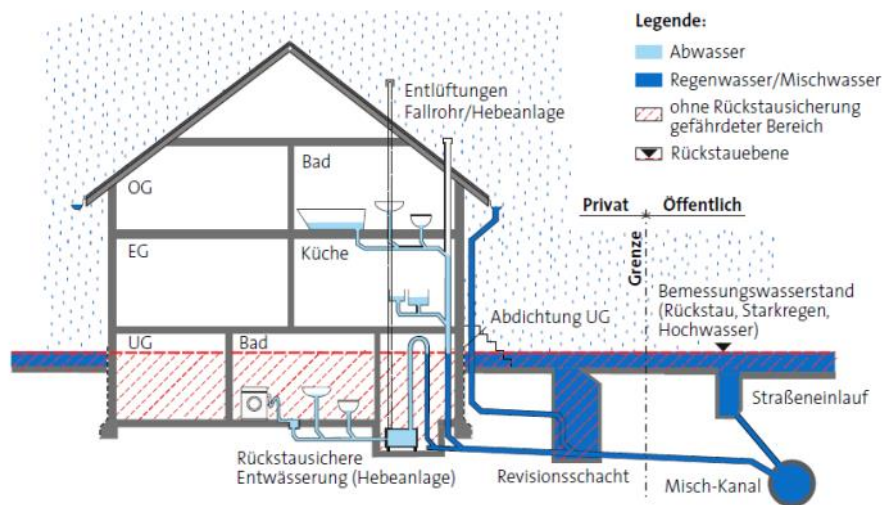 Legende:
Abwasser
Regenwasser/Mischwasser
ohne Rückstausicherung
gefährdeter Bereich
Rückstauebene
Entlüftungen
Fallrohr/Hebeanlage
OG
Bad
EG
Küche
UG
Bad
Abdichtung UG
Privat
Öffentlich
Grenze
Bemessungswasserstand
(Rückstau, Starkregen,
Hochwasser)
Straßeneinlauf
Rückstausichere
Entwässerung (Hebeanlage)
Revisionsschacht
Misch-Kanal